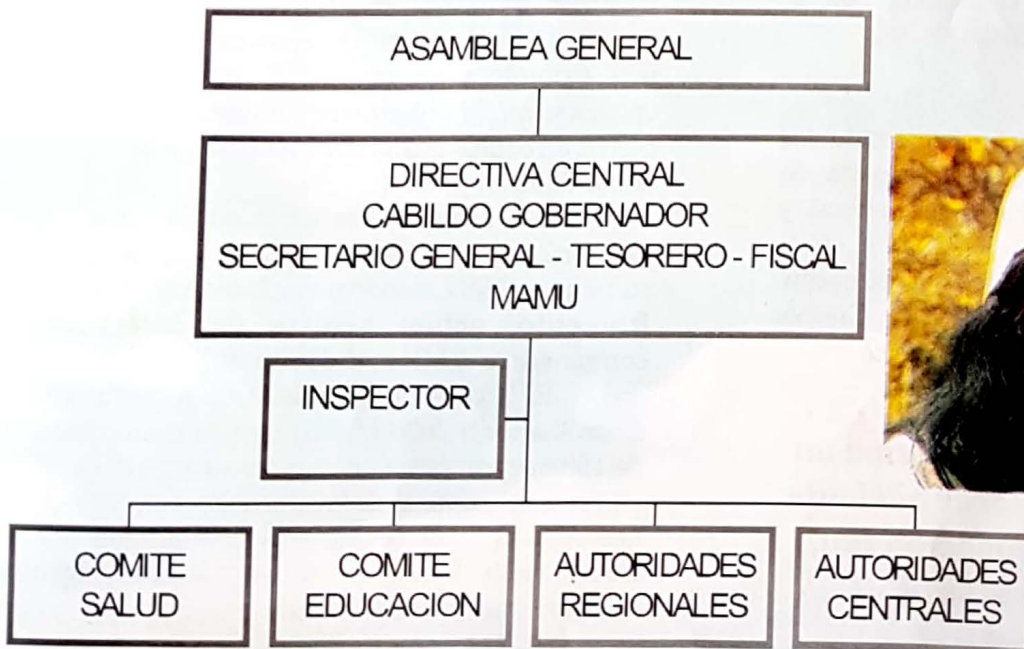 ASAMBLEA GENERAL
DIRECTIVA CENTRAL
CABILDO GOBERNADOR
SECRETARIO GENERAL - TESORERO - FISCAL
MAMU
INSPECTOR
COMITE
SALUD
COMITE
EDUCACION
AUTORIDADES
REGIONALES
AUTORIDADES
CENTRALES